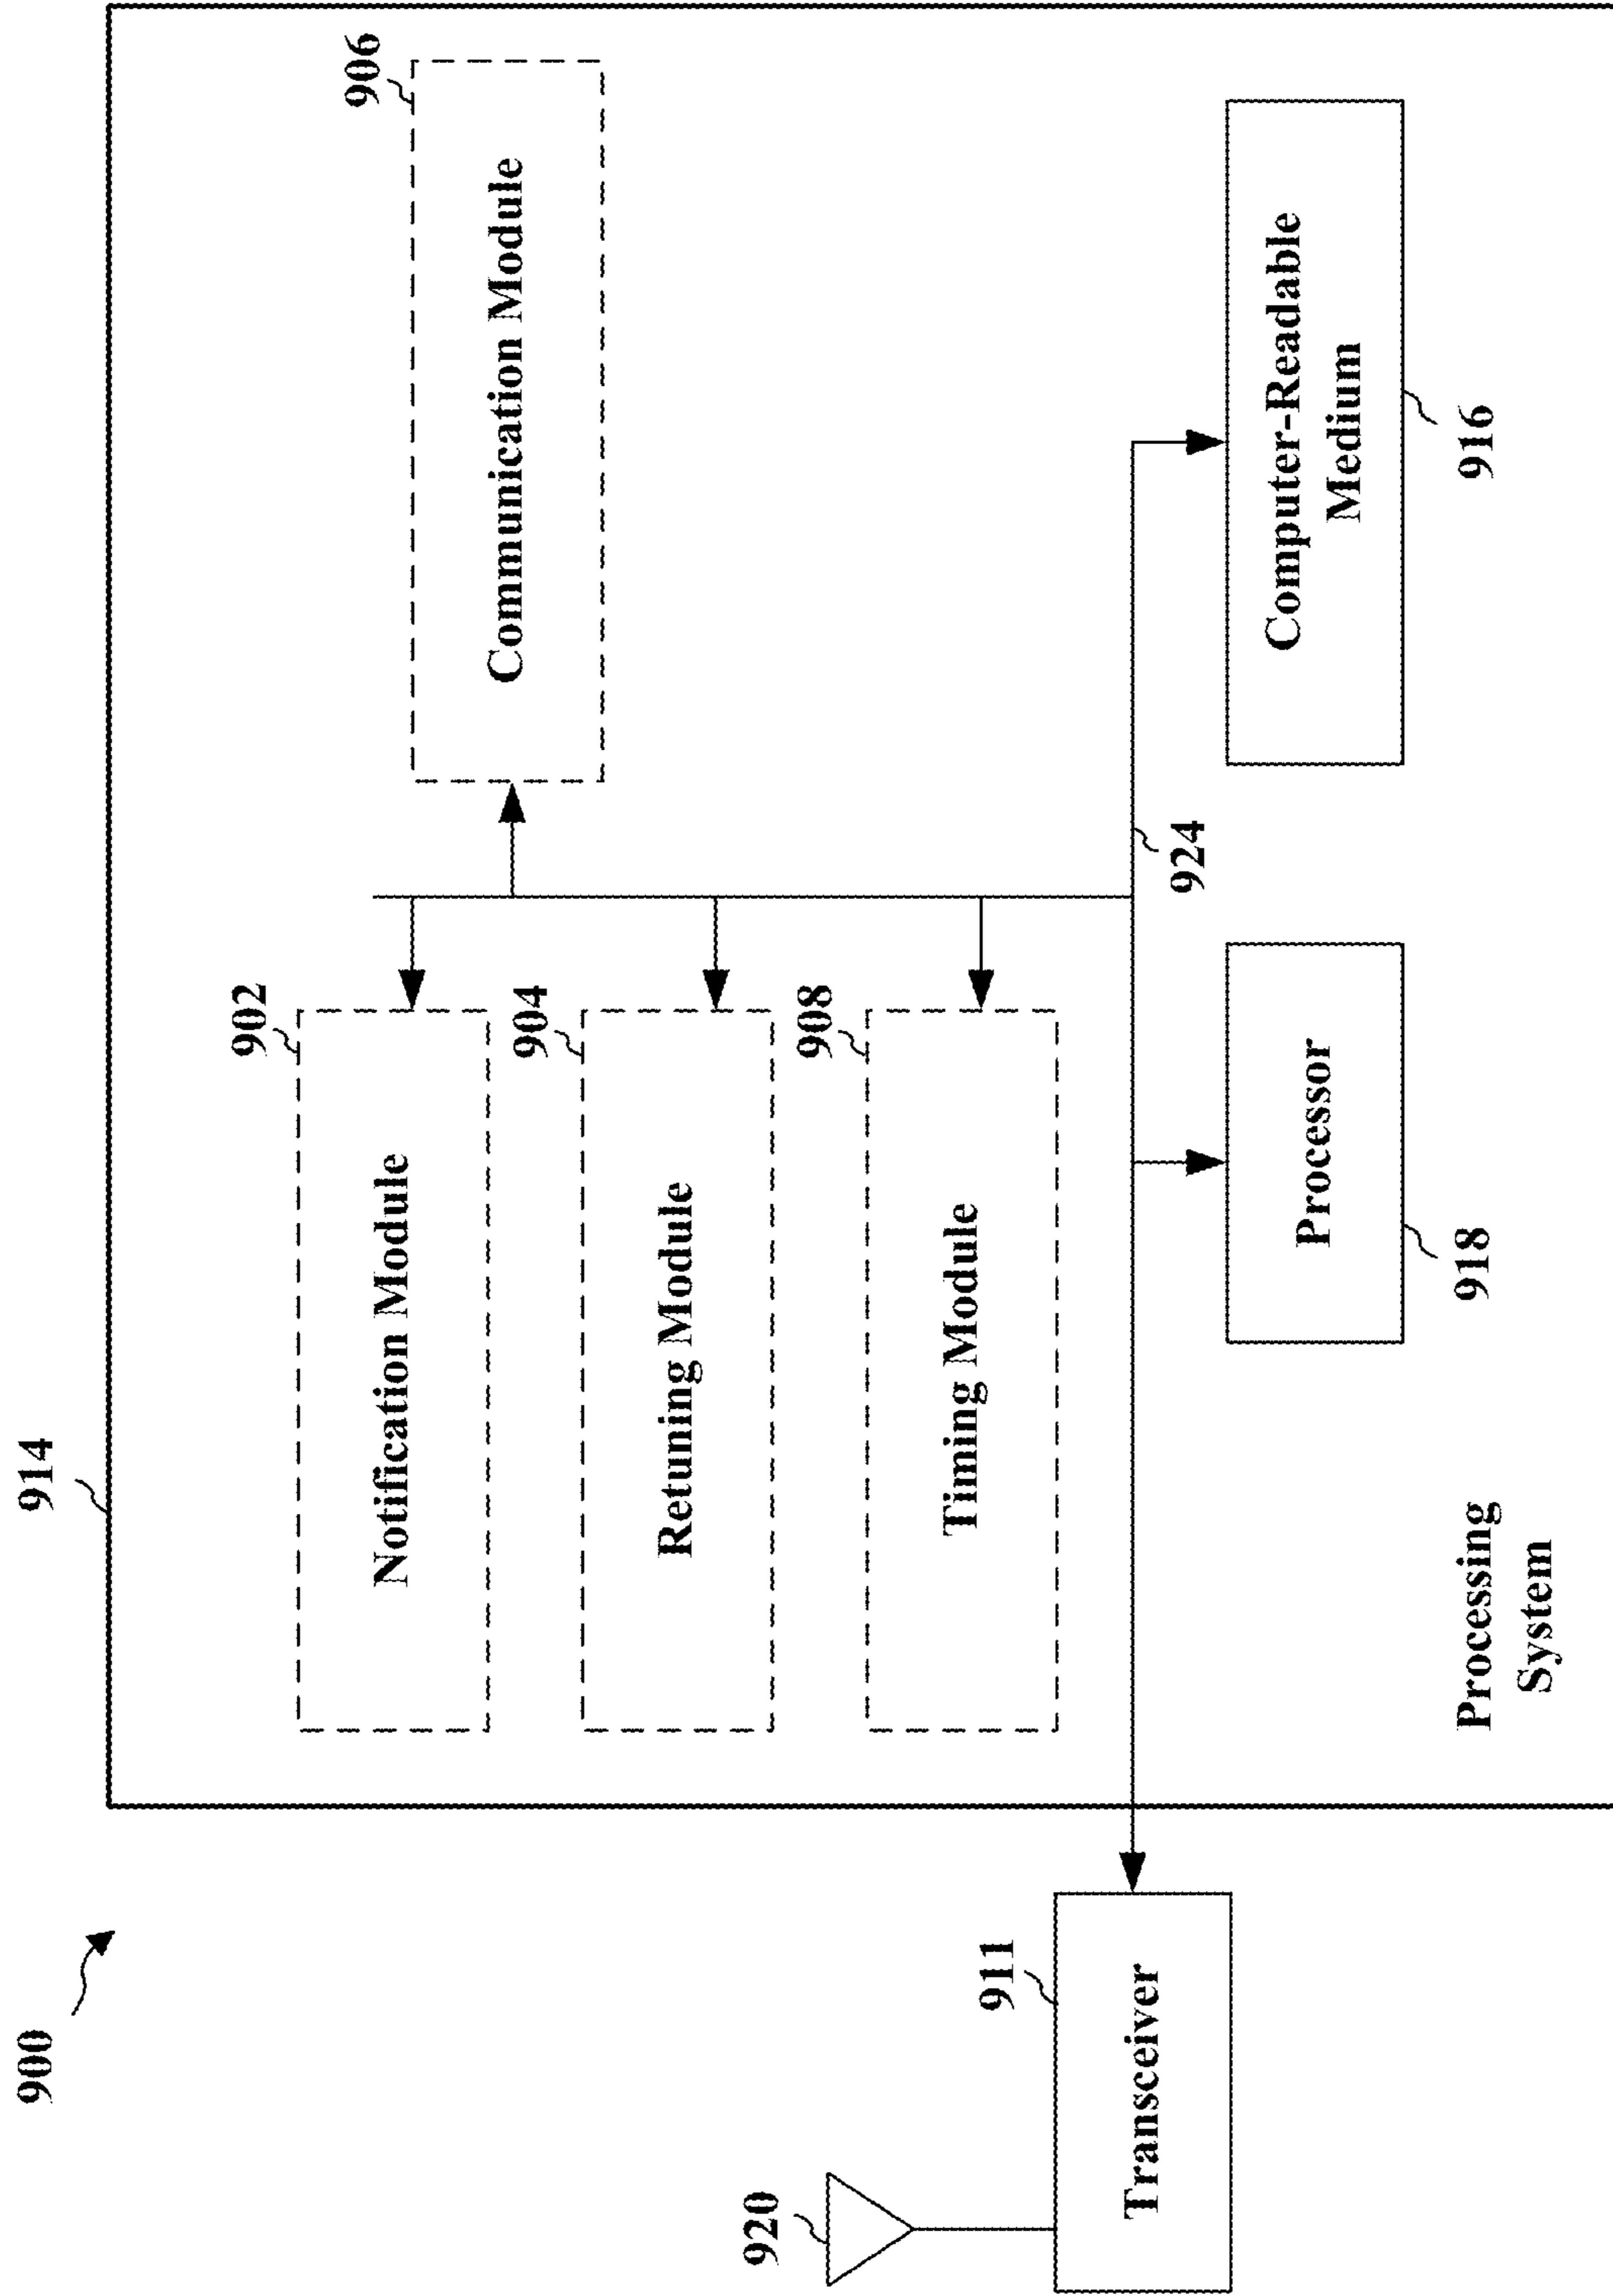 900
914
902
Notification Module
906
Communication Module
904
Retuning Module
908
Timing Module
920
911
Transceiver
924
Processor
918
Computer-Readable
Medium
916
Processing
System